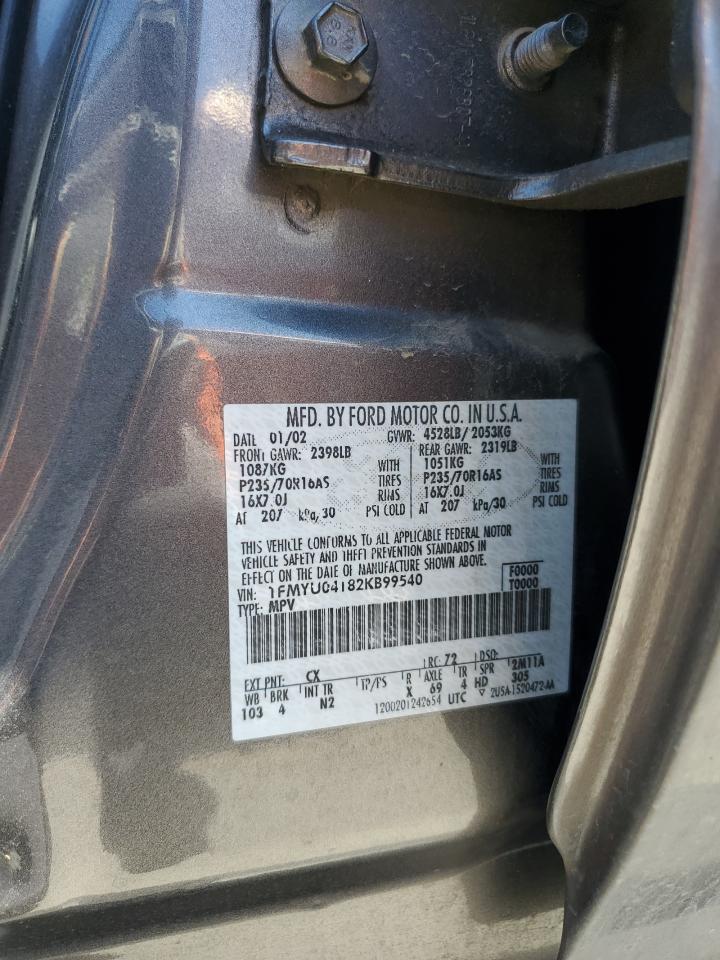 8.8
MFD. BY FORD MOTOR CO. IN U.S.A.
DATE 01/02 GVWR: 4528LB/ 2053KG
FRONT GAWR: 2398LB REAR GAWR: 2319LB
1087KG WITH 1051KG WITH
P235/70R16AS TIRES P235/70R16AS TIRES
16X7.0J RIMS 16X7.0J RIMS
AT 207 kPa/30 PSI COLD AT 207 kPa/30 PSI COLD
THIS VEHICLE CONFORMS TO ALL APPLICABLE FEDERAL MOTOR
VEHICLE SAFETY AND THEFT PREVENTION STANDARDS IN
EFFECT ON THE DATE OF MANUFACTURE SHOWN ABOVE.
VIN: 1FMYU04182KB99540 F0000
TYPE: MPV T0000
EXT PNT: CX RC: 72 DSO:
WB BRK INT TR TP/PS R AXLE TR SPR 2M11A
103 4 N2 X 69 4 HD 305
1200201242654 UTC 2USA-1520472-AA